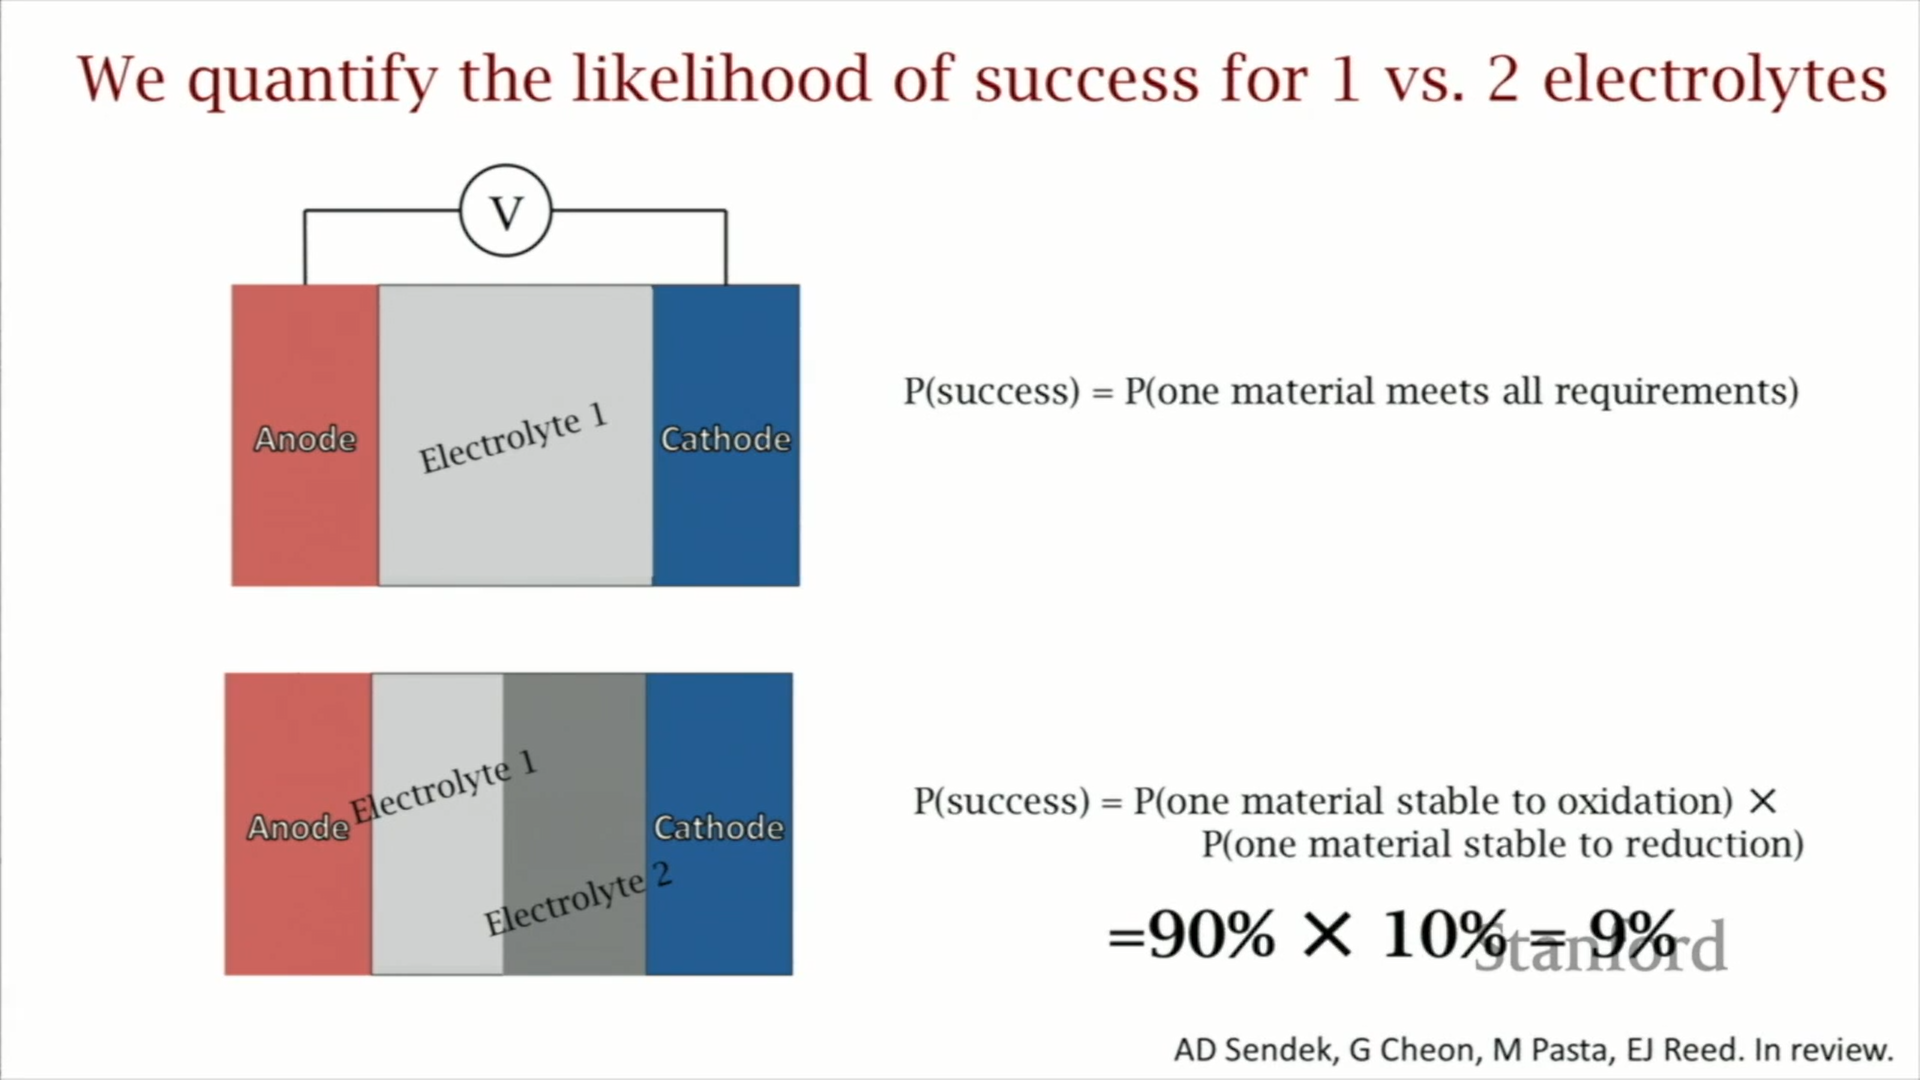 We quantify the likelihood of success for 1 vs. 2 electrolytes
V
Anode
Electrolyte 1
Cathode
P(success) = P(one material meets all requirements)
Anode
Electrolyte 1
Electrolyte 2
Cathode
P(success) = P(one material stable to oxidation) ×
P(one material stable to reduction)
=90% × 10% = 9%
Stanford
AD Sendek, G Cheon, M Pasta, EJ Reed. In review.